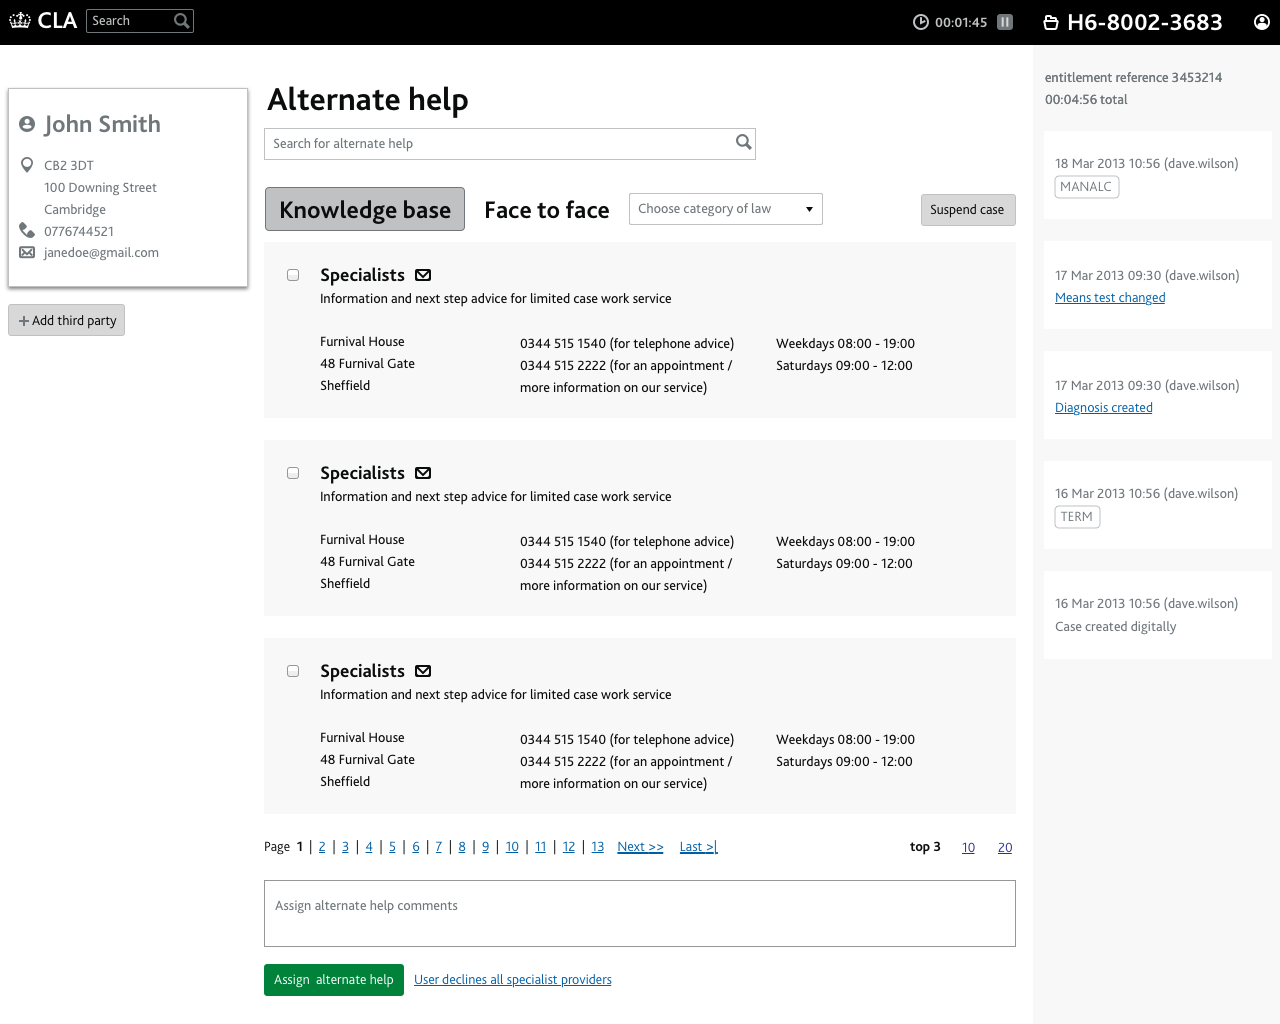 CLA
Search
00:01:45
H6-8002-3683
John Smith
CB2 3DT
100 Downing Street
Cambridge
0776744521
janedoe@gmail.com
Add third party
Alternate help
Search for alternate help
Knowledge base
Face to face
Choose category of law
Suspend case
Specialists
Information and next step advice for limited case work service
Furnival House
48 Furnival Gate
Sheffield
0344 515 1540 (for telephone advice)
0344 515 2222 (for an appointment /
more information on our service)
Weekdays 08:00 - 19:00
Saturdays 09:00 - 12:00
Specialists
Information and next step advice for limited case work service
Furnival House
48 Furnival Gate
Sheffield
0344 515 1540 (for telephone advice)
0344 515 2222 (for an appointment /
more information on our service)
Weekdays 08:00 - 19:00
Saturdays 09:00 - 12:00
Specialists
Information and next step advice for limited case work service
Furnival House
48 Furnival Gate
Sheffield
0344 515 1540 (for telephone advice)
0344 515 2222 (for an appointment /
more information on our service)
Weekdays 08:00 - 19:00
Saturdays 09:00 - 12:00
Page 1 | 2 | 3 | 4 | 5 | 6 | 7 | 8 | 9 | 10 | 11 | 12 | 13 Next >> Last >|
top 3 10 20
Assign alternate help comments
Assign alternate help
User declines all specialist providers
entitlement reference 3453214
00:04:56 total
18 Mar 2013 10:56 (dave.wilson)
MANALC
17 Mar 2013 09:30 (dave.wilson)
Means test changed
17 Mar 2013 09:30 (dave.wilson)
Diagnosis created
16 Mar 2013 10:56 (dave.wilson)
TERM
16 Mar 2013 10:56 (dave.wilson)
Case created digitally